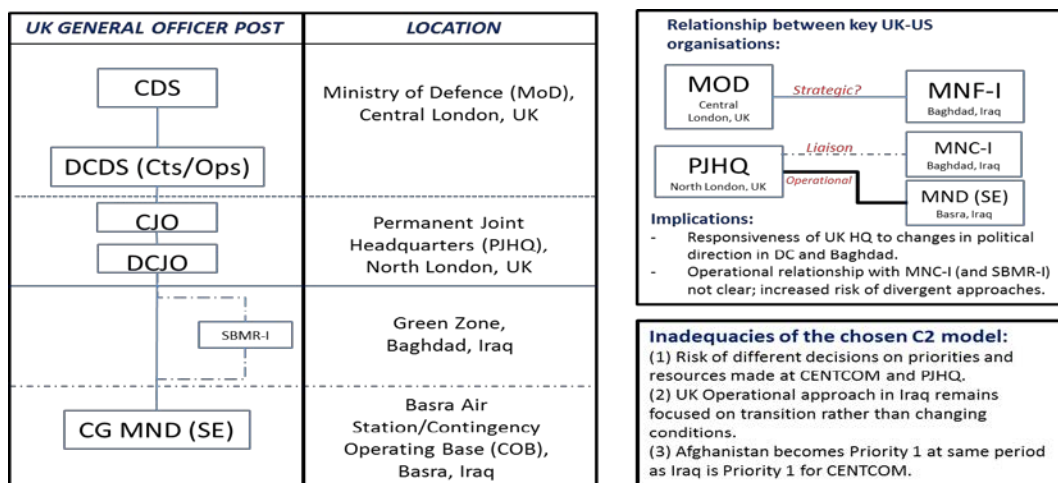 UK GENERAL OFFICER POST
LOCATION
CDS
Ministry of Defence (MoD),
Central London, UK
DCDS (Cts/Ops)
CJO
DCJO
Permanent Joint
Headquarters (PJHQ),
North London, UK
SBMR-I
Green Zone,
Baghdad, Iraq
CG MND (SE)
Basra Air
Station/Contingency
Operating Base (COB),
Basra, Iraq
Relationship between key UK-US
organisations:
MOD
Central
London, UK
Strategic?
MNF-I
Baghdad, Iraq
PJHQ
North London, UK
Liaison
Operational
MNC-I
Baghdad, Iraq
MND (SE)
Basra, Iraq
Implications:
- Responsiveness of UK HQ to changes in political
direction in DC and Baghdad.
- Operational relationship with MNC-I (and SBMR-I)
not clear; increased risk of divergent approaches.
Inadequacies of the chosen C2 model:
(1) Risk of different decisions on priorities and
resources made at CENTCOM and PJHQ.
(2) UK Operational approach in Iraq remains
focused on transition rather than changing
conditions.
(3) Afghanistan becomes Priority 1 at same period
as Iraq is Priority 1 for CENTCOM.